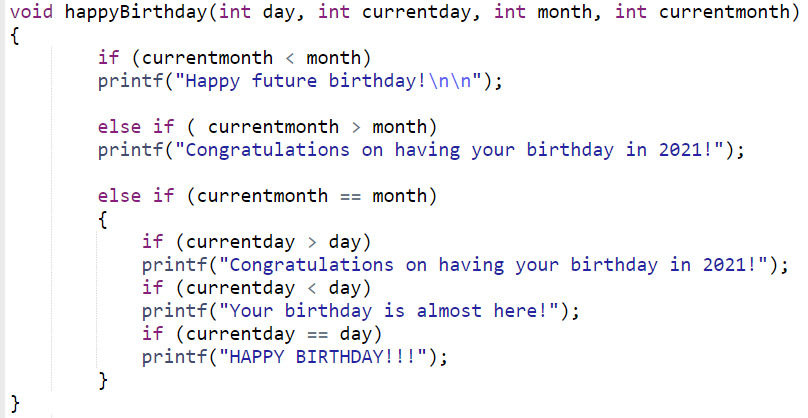 void happyBirthday(int day, int currentday, int month, int currentmonth)
{
if (currentmonth < month)
printf("Happy future birthday!\n\n");
else if ( currentmonth > month)
printf("Congratulations on having your birthday in 2021!");
else if (currentmonth == month)
{
if (currentday > day)
printf("Congratulations on having your birthday in 2021!");
if (currentday < day)
printf("Your birthday is almost here!");
if (currentday == day)
printf("HAPPY BIRTHDAY!!!");
}
}